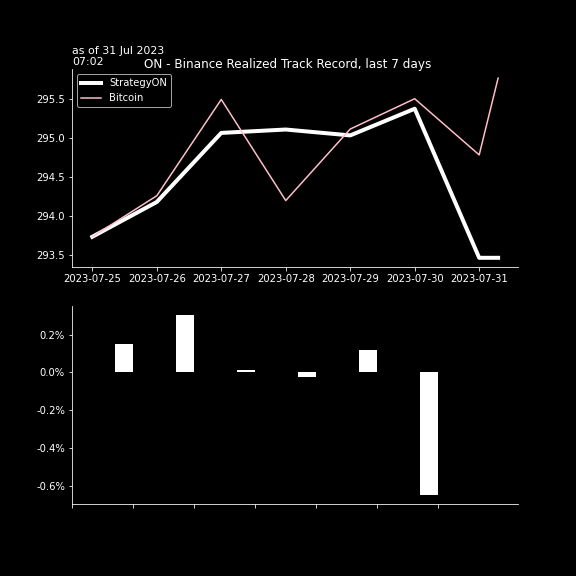 as of 31 Jul 2023
07:02
ON - Binance Realized Track Record, last 7 days
StrategyON
Bitcoin
295.5
295.0
294.5
294.0
293.5
2023-07-25 2023-07-26 2023-07-27 2023-07-28 2023-07-29 2023-07-30 2023-07-31
0.2%
0.0%
-0.2%
-0.4%
-0.6%